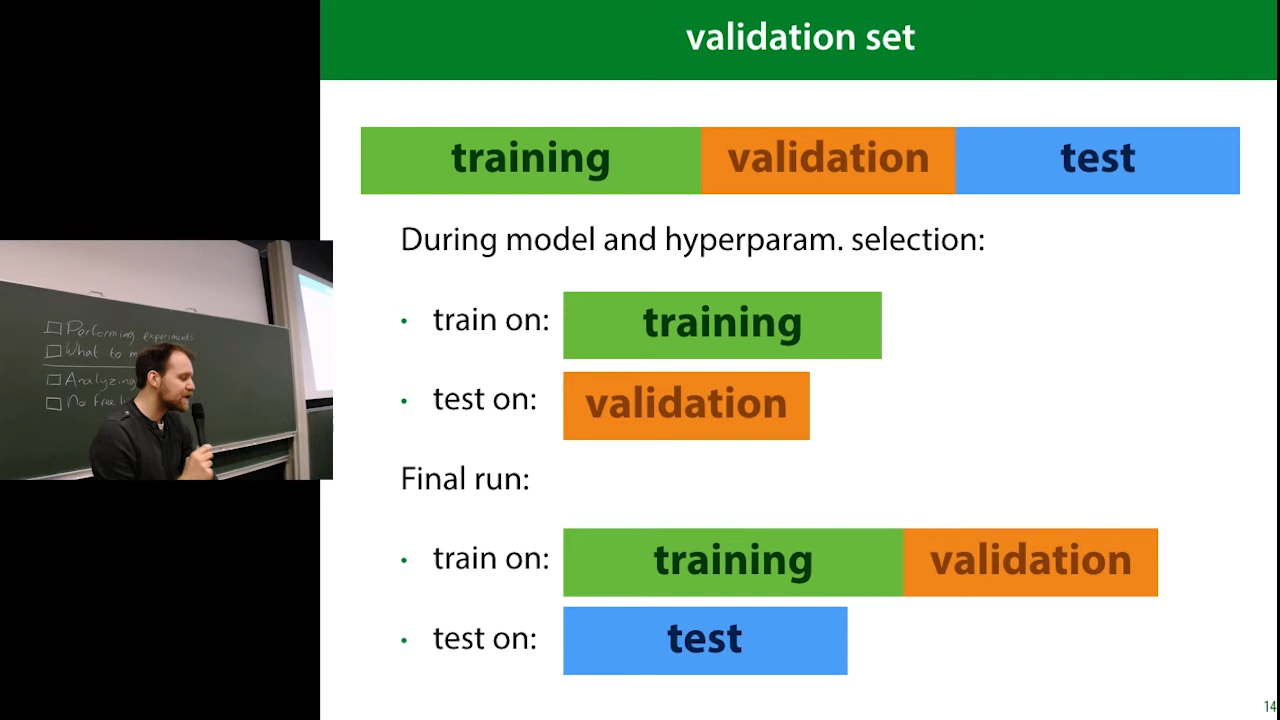 validation set
training validation test
During model and hyperparam. selection:
• train on: training
• test on: validation
Final run:
• train on: training validation
• test on: test
14
Performing experiments
What to
Analyzing
No Free